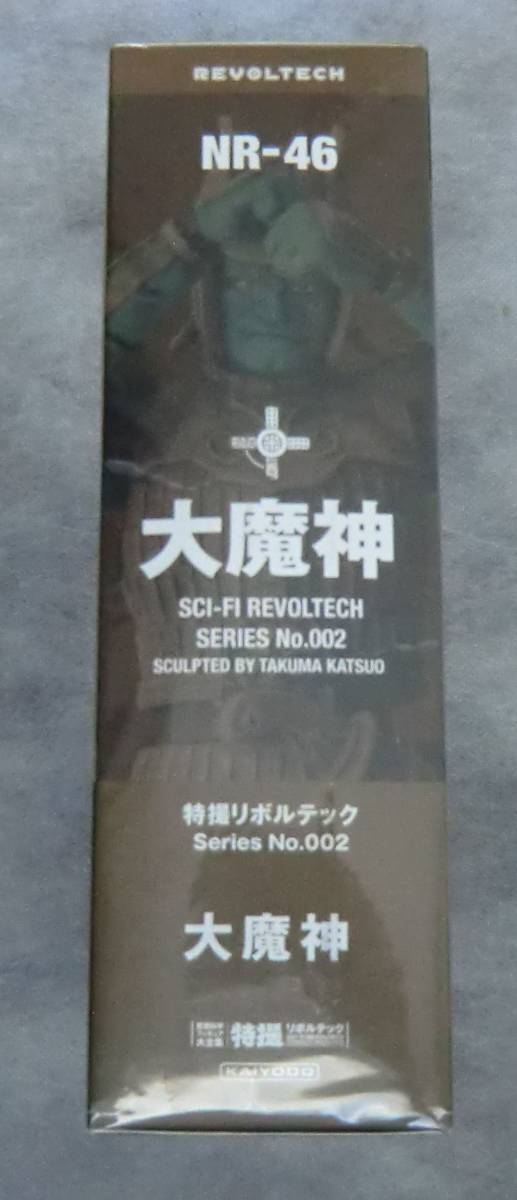 REVOLTECH
NR-46
大魔神
SCI-FI REVOLTECH
SERIES No.002
SCULPTED BY TAKUMA KATSUO
特撮リボルテック
Series No.002
大魔神
特撮 リボルテック
KAIYODO